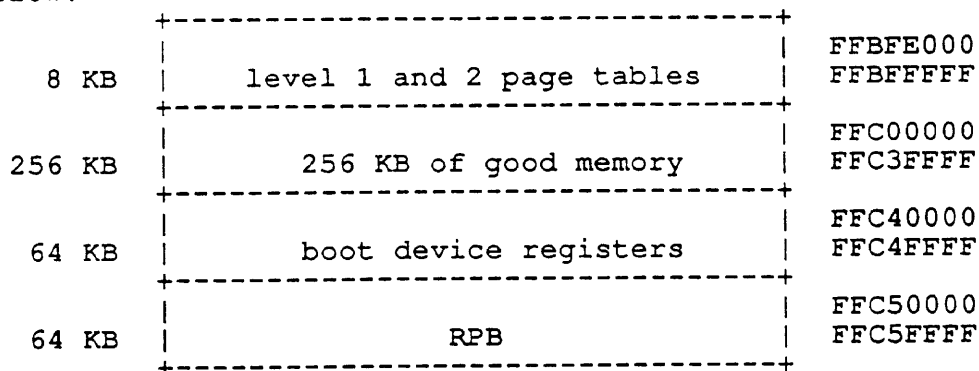 FFBFE000
8 KB level 1 and 2 page tables FFBFFFFF
FFC00000
256 KB 256 KB of good memory FFC3FFFF
FFC40000
64 KB boot device registers FFC4FFFF
FFC50000
64 KB RPB FFC5FFFF